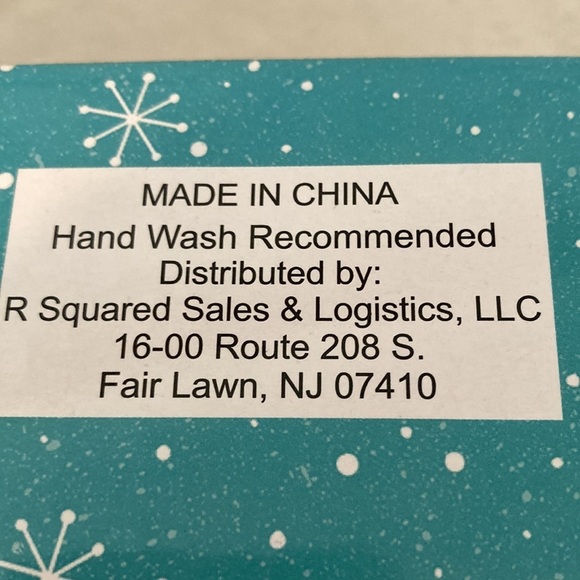 MADE IN CHINA
Hand Wash Recommended
Distributed by:
R Squared Sales & Logistics, LLC
16-00 Route 208 S.
Fair Lawn, NJ 07410